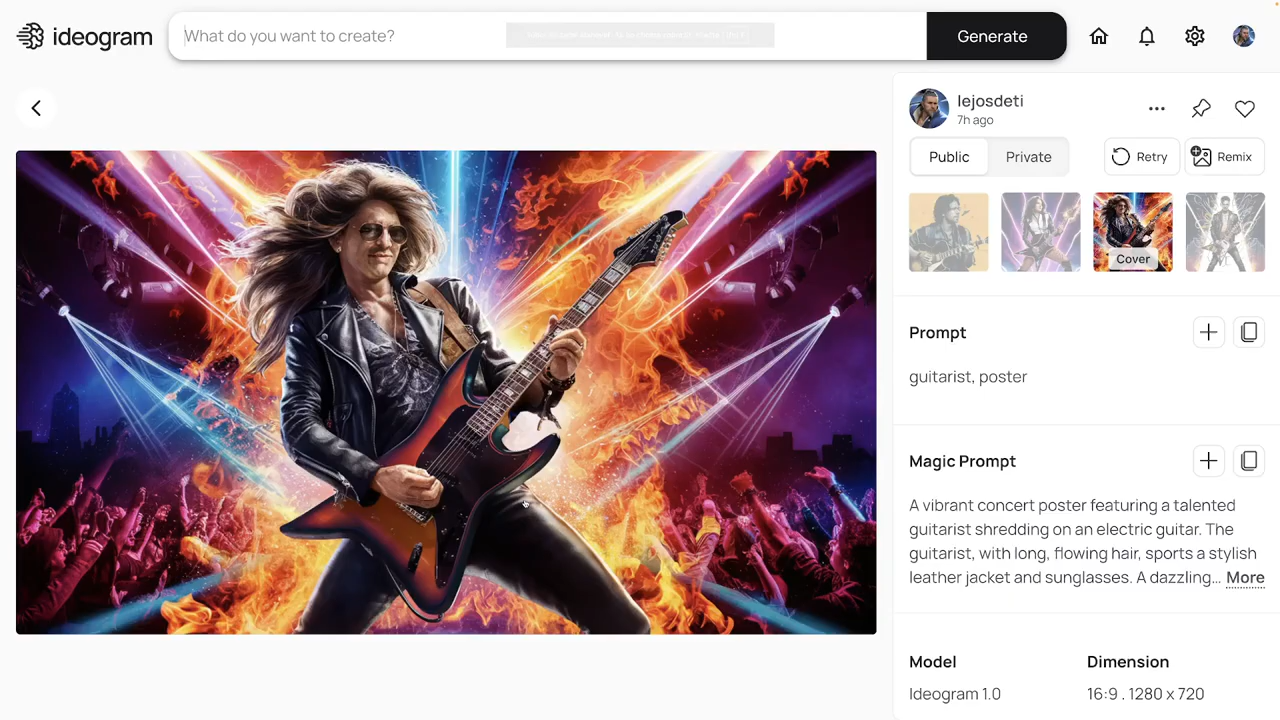 ideogram
What do you want to create?
Generate
lejosdeti
7h ago
Public
Private
Retry
Remix
Cover
Prompt
guitarist, poster
Magic Prompt
A vibrant concert poster featuring a talented
guitarist shredding on an electric guitar. The
guitarist, with long, flowing hair, sports a stylish
leather jacket and sunglasses. A dazzling... More
Model
Dimension
Ideogram 1.0
16:9 . 1280 x 720